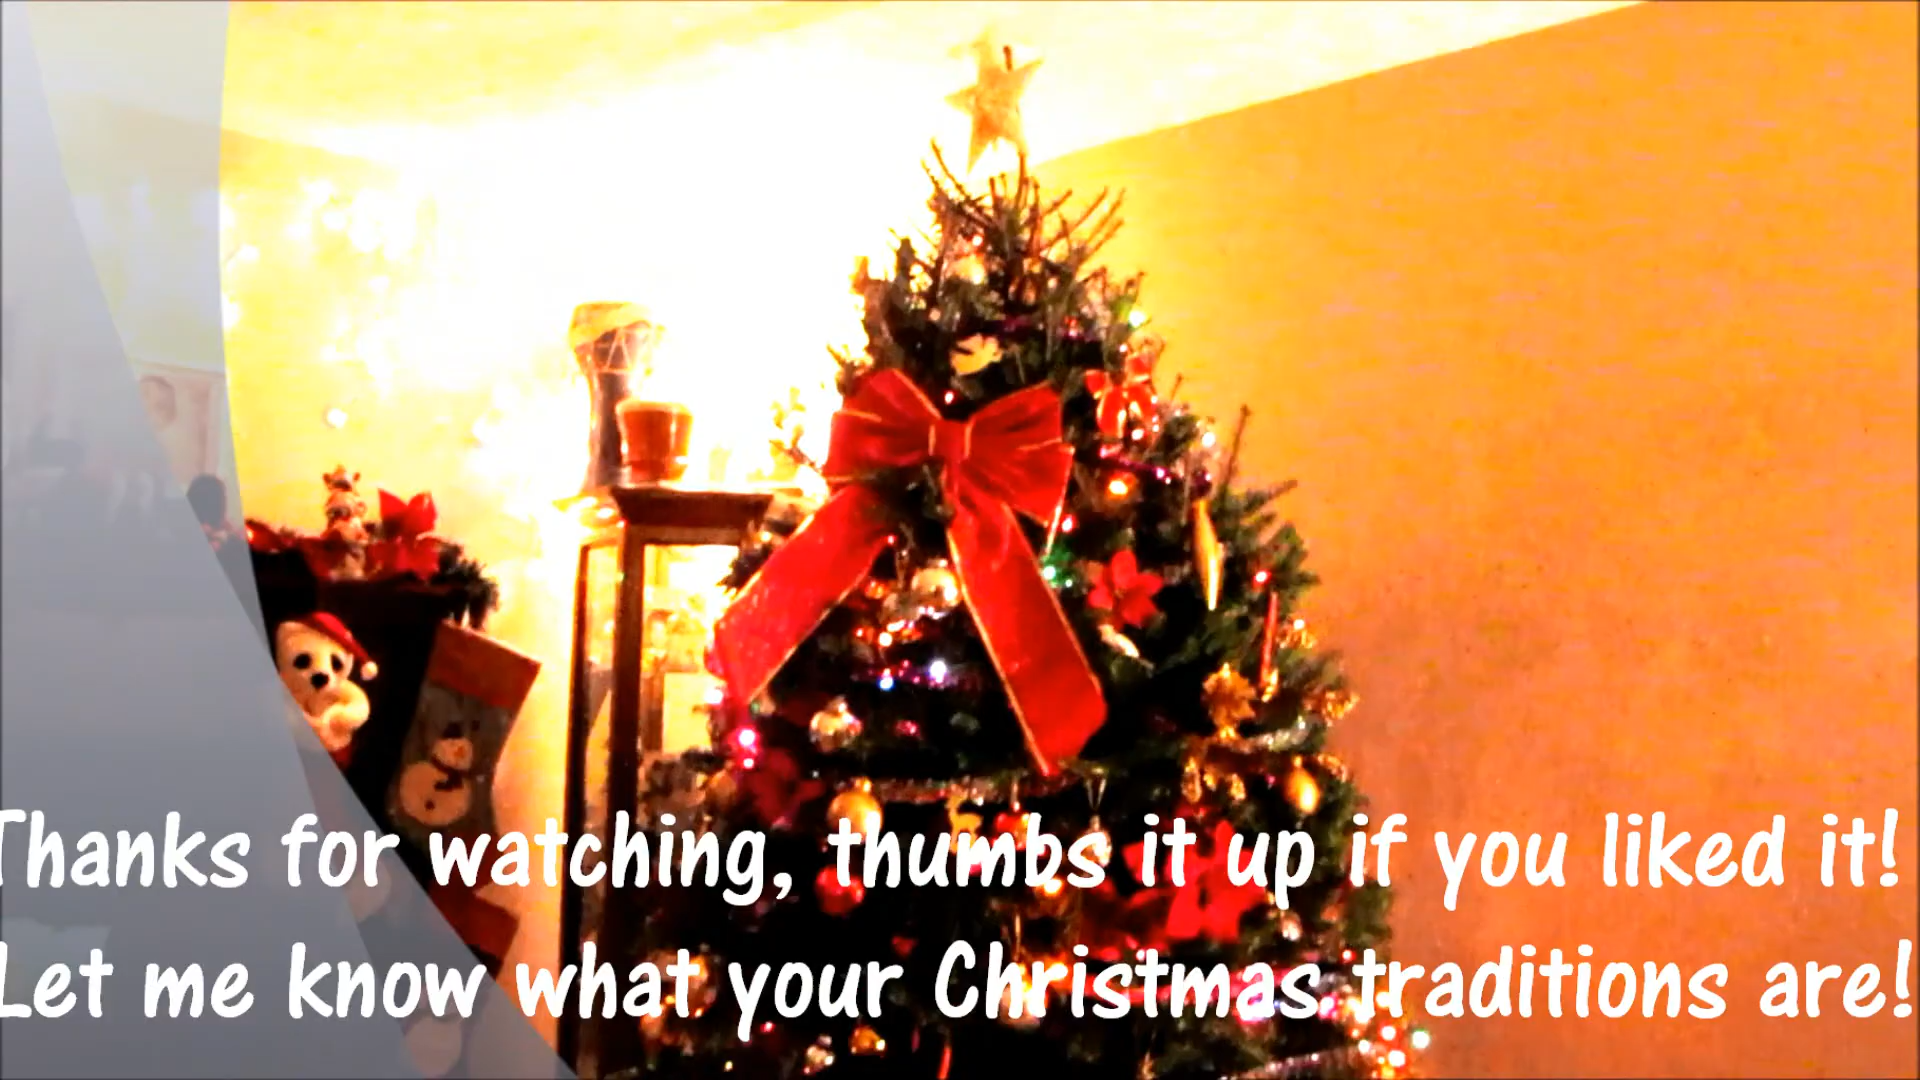 Thanks for watching, thumbs it up if you liked it!
Let me know what your Christmas traditions are!